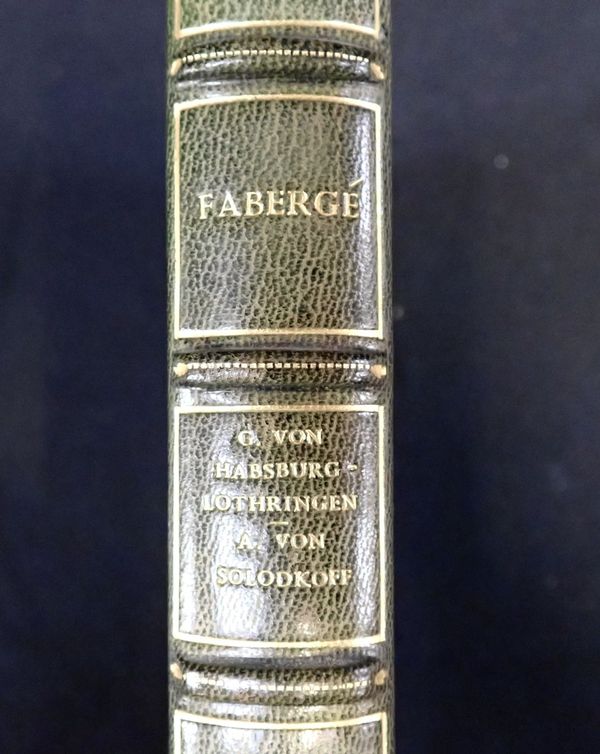 FABERGÉ
G. VON
HABSBURG-
LOTHRINGEN
A. VON
SOLODKOFF